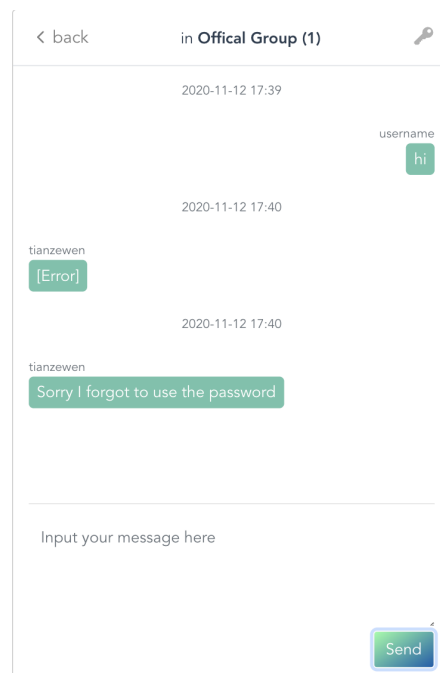 < back
in Offical Group (1)
2020-11-12 17:39
username
hi
2020-11-12 17:40
tianzewen
[Error]
2020-11-12 17:40
tianzewen
Sorry I forgot to use the password
Input your message here
Send